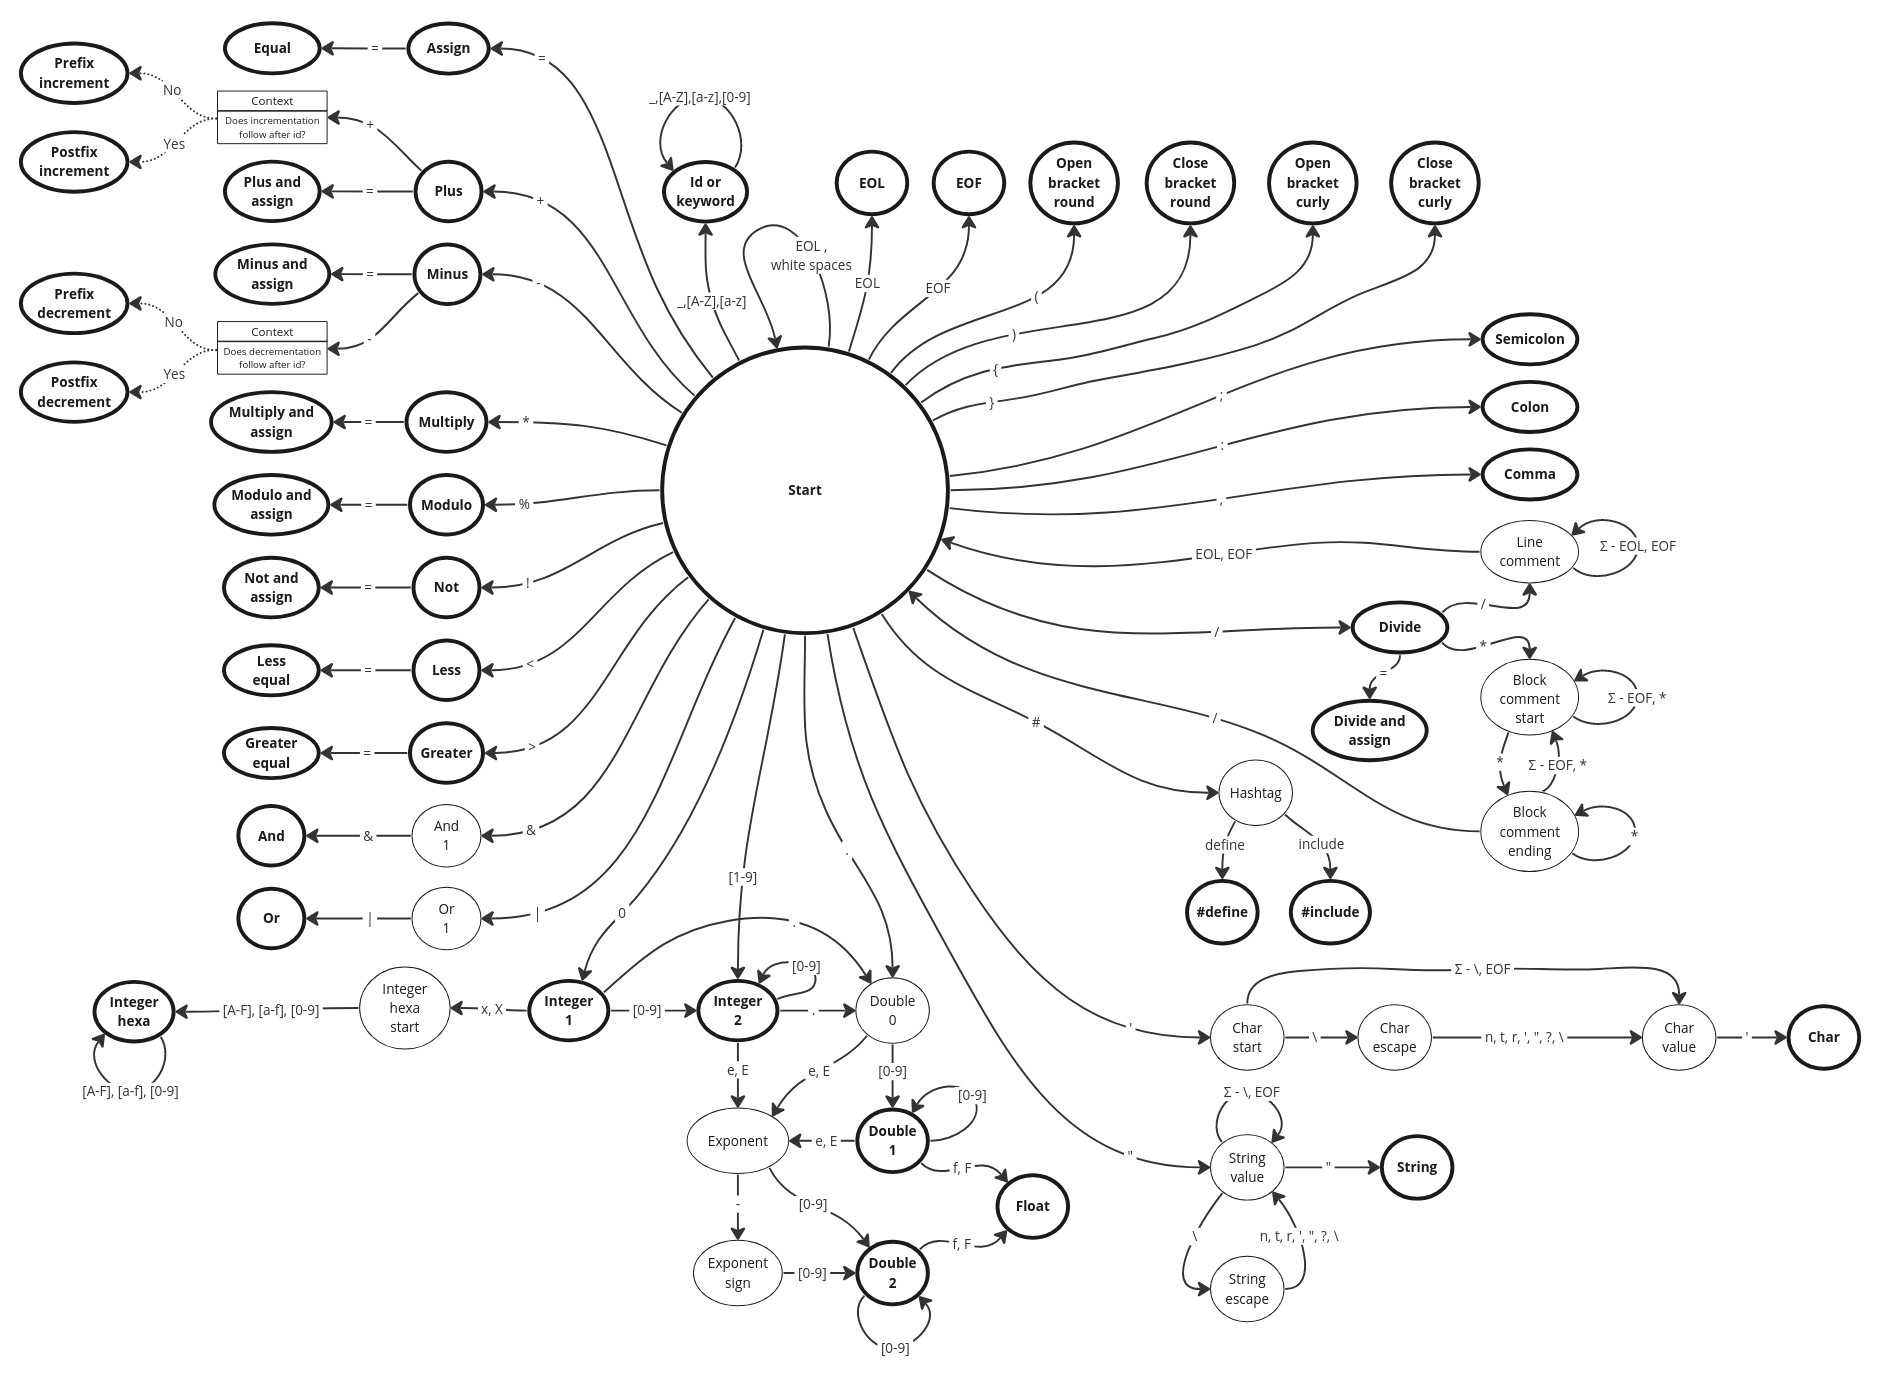 Equal
=
Assign
=
Prefix
increment
No
Context
Does incrementation
follow after id?
+
Postfix
increment
Yes
Plus and
assign
=
Plus
+
Minus and
assign
=
Minus
-
Prefix
decrement
No
Context
Does decrementation
follow after id?
-
Postfix
decrement
Yes
Multiply and
assign
=
Multiply
*
Modulo and
assign
=
Modulo
%
Not and
assign
=
Not
!
Less
equal
=
Less
<
Greater
equal
=
Greater
>
And
&
And
1
&
Or
|
Or
1
|
_,[A-Z],[a-z],[0-9]
Id or
keyword
_,[A-Z],[a-z]
EOL ,
white spaces
EOL
EOL
EOF
EOF
Open
bracket
round
(
Close
bracket
round
)
Open
bracket
curly
{
Close
bracket
curly
}
Start
;
Semicolon
:
Colon
,
Comma
EOL, EOF
Line
comment
Σ - EOL, EOF
/
Divide
/
*
=
Divide and
assign
Block
comment
start
Σ - EOF, *
*
Σ - EOF, *
Block
comment
ending
*
/
#
Hashtag
define
include
#define
#include
0
[1-9]
.
.
Integer
hexa
[A-F], [a-f], [0-9]
[A-F], [a-f], [0-9]
Integer
hexa
start
x, X
Integer
1
[0-9]
Integer
2
[0-9]
.
Double
0
e, E
e, E
[0-9]
Exponent
e, E
Double
1
[0-9]
f, F
Float
-
[0-9]
Exponent
sign
[0-9]
Double
2
f, F
[0-9]
'
Char
start
Σ - \, EOF
\
Char
escape
n, t, r, ', ", ?, \
Char
value
'
Char
"
Σ - \, EOF
String
value
"
String
\
n, t, r, ', ", ?, \
String
escape